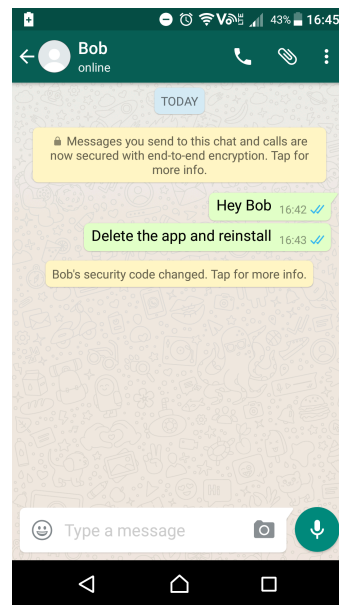 43% 16:45
Bob
online
TODAY
Messages you send to this chat and calls are
now secured with end-to-end encryption. Tap for
more info.
Hey Bob 16:42
Delete the app and reinstall 16:43
Bob's security code changed. Tap for more info.
Type a message